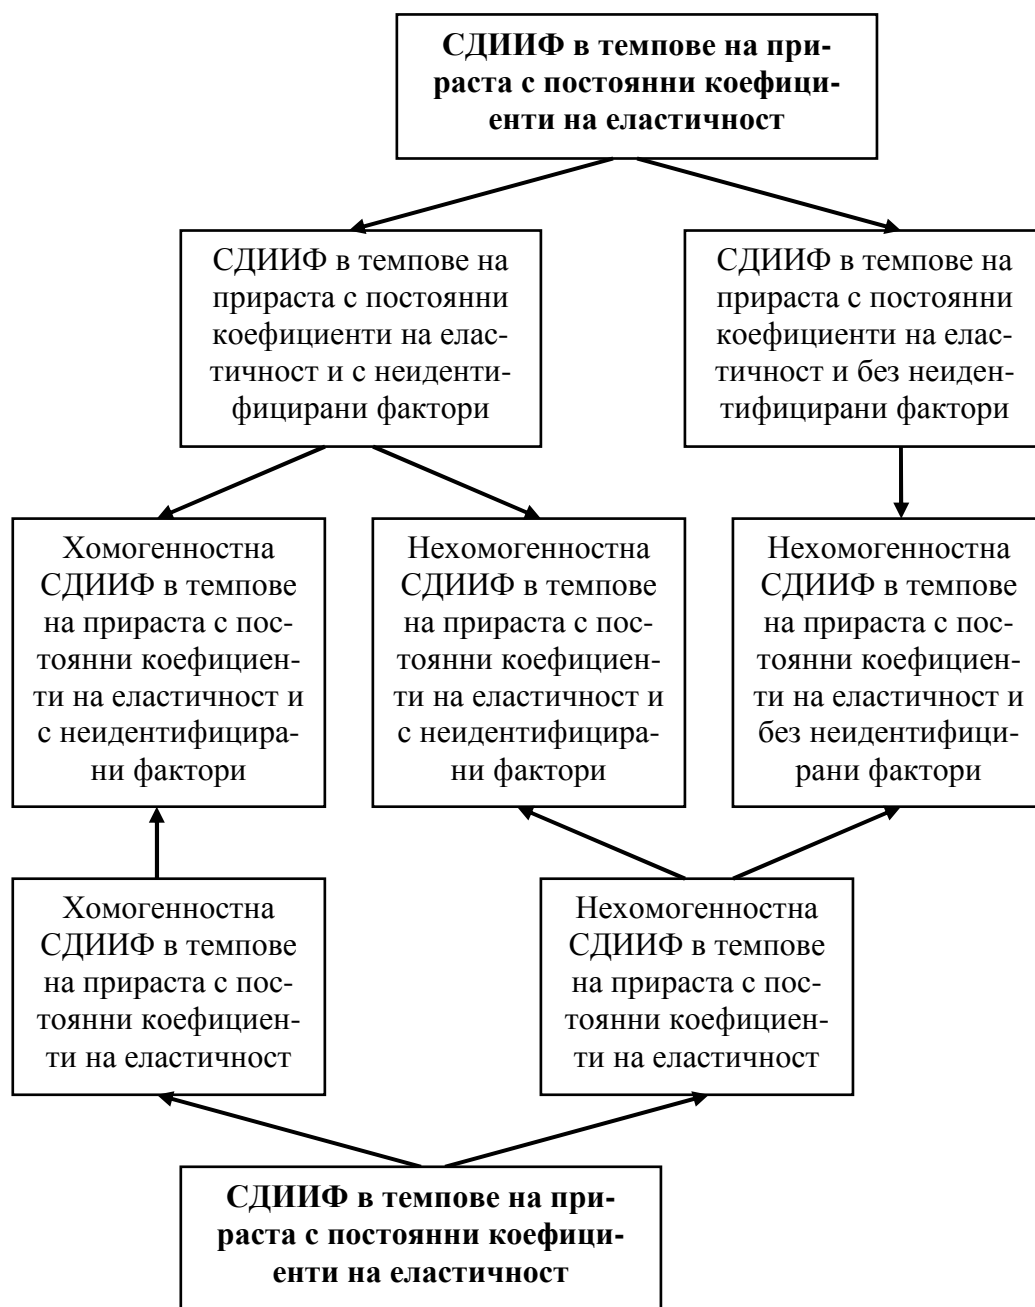 СДИИФ в темпове на при-
раста с постоянни коефици-
енти на еластичност
СДИИФ в темпове на
прираста с постоянни
коефициенти на елас-
тичност и с неиденти-
фицирани фактори
СДИИФ в темпове на
прираста с постоянни
коефициенти на елас-
тичност и без неиден-
тифицирани фактори
Хомогенностна
СДИИФ в темпове
на прираста с пос-
тоянни коефициен-
ти на еластичност и
с неидентифицира-
ни фактори
Нехомогенностна
СДИИФ в темпове
на прираста с пос-
тоянни коефициен-
ти на еластичност и
с неидентифицира-
ни фактори
Нехомогенностна
СДИИФ в темпове
на прираста с пос-
тоянни коефициен-
ти на еластичност и
без неидентифици-
рани фактори
Хомогенностна
СДИИФ в темпове
на прираста с пос-
тоянни коефициен-
ти на еластичност
Нехомогенностна
СДИИФ в темпове
на прираста с пос-
тоянни коефициен-
ти на еластичност
СДИИФ в темпове на при-
раста с постоянни коефици-
енти на еластичност